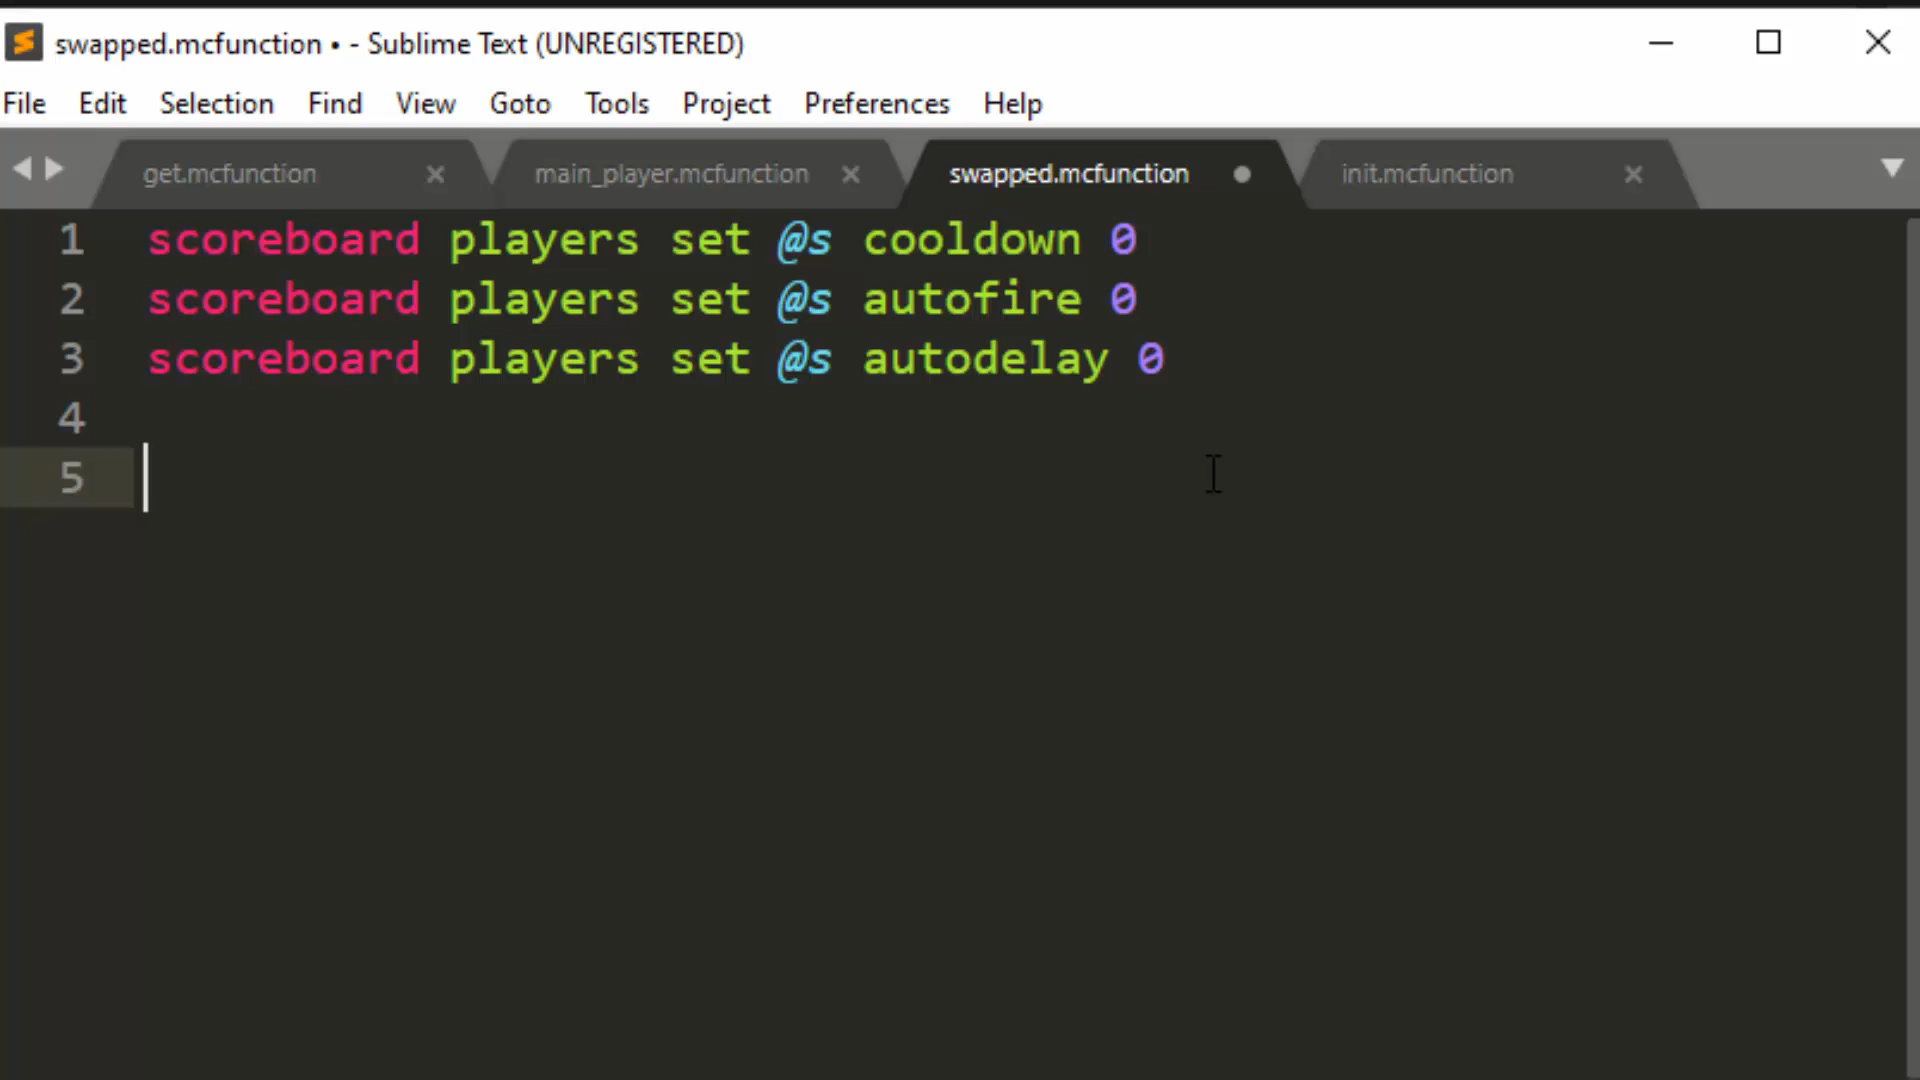 swapped.mcfunction • - Sublime Text (UNREGISTERED)
File Edit Selection Find View Goto Tools Project Preferences Help
get.mcfunction main_player.mcfunction swapped.mcfunction init.mcfunction
1 scoreboard players set @s cooldown 0
2 scoreboard players set @s autofire 0
3 scoreboard players set @s autodelay 0
4
5